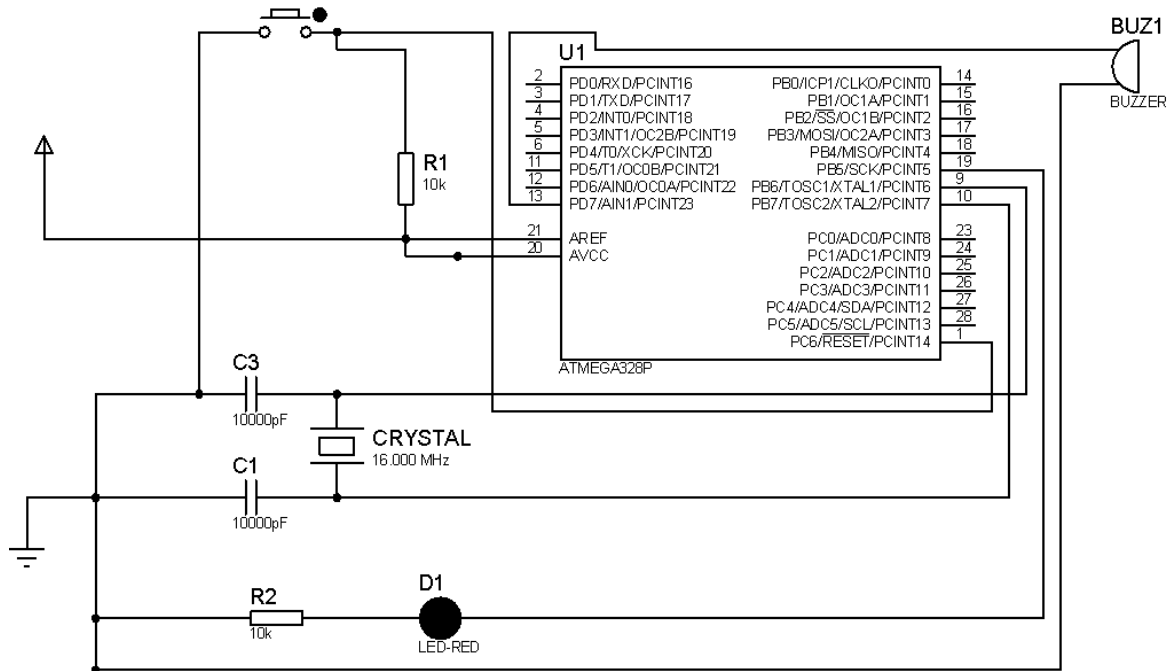 BUZ1
BUZZER
U1
2 PD0/RXD/PCINT16 PB0/ICP1/CLKO/PCINT0 14
3 PD1/TXD/PCINT17 PB1/OC1A/PCINT1 15
4 PD2/INT0/PCINT18 PB2/SS/OC1B/PCINT2 16
5 PD3/INT1/OC2B/PCINT19 PB3/MOSI/OC2A/PCINT3 17
6 PD4/T0/XCK/PCINT20 PB4/MISO/PCINT4 18
11 PD5/T1/OC0B/PCINT21 PB5/SCK/PCINT5 19
12 PD6/AIN0/OC0A/PCINT22 PB6/TOSC1/XTAL1/PCINT6 9
13 PD7/AIN1/PCINT23 PB7/TOSC2/XTAL2/PCINT7 10
21 AREF PC0/ADC0/PCINT8 23
20 AVCC PC1/ADC1/PCINT9 24
PC2/ADC2/PCINT10 25
PC3/ADC3/PCINT11 26
PC4/ADC4/SDA/PCINT12 27
PC5/ADC5/SCL/PCINT13 28
PC6/RESET/PCINT14 1
ATMEGA328P
R1
10k
C3
10000pF
CRYSTAL
16.000 MHz
C1
10000pF
R2
10k
D1
LED-RED